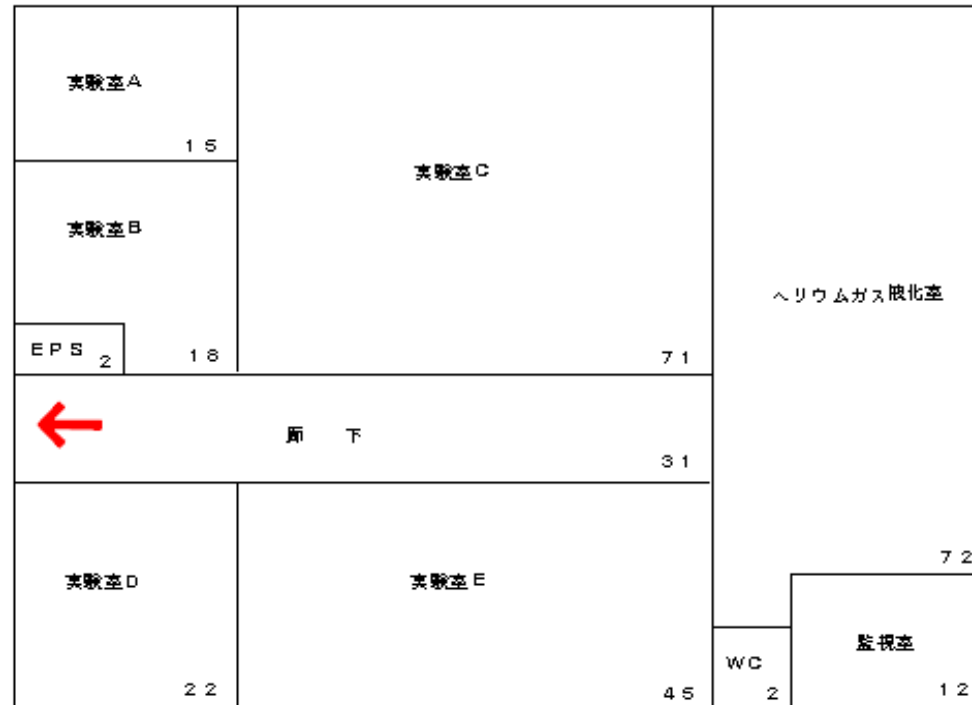 実験室A
15
実験室C
実験室B
ヘリウムガス液化室
EPS 2
18
71
廊 下
31
72
実験室D
実験室E
監視室
WC
22
45
2
12